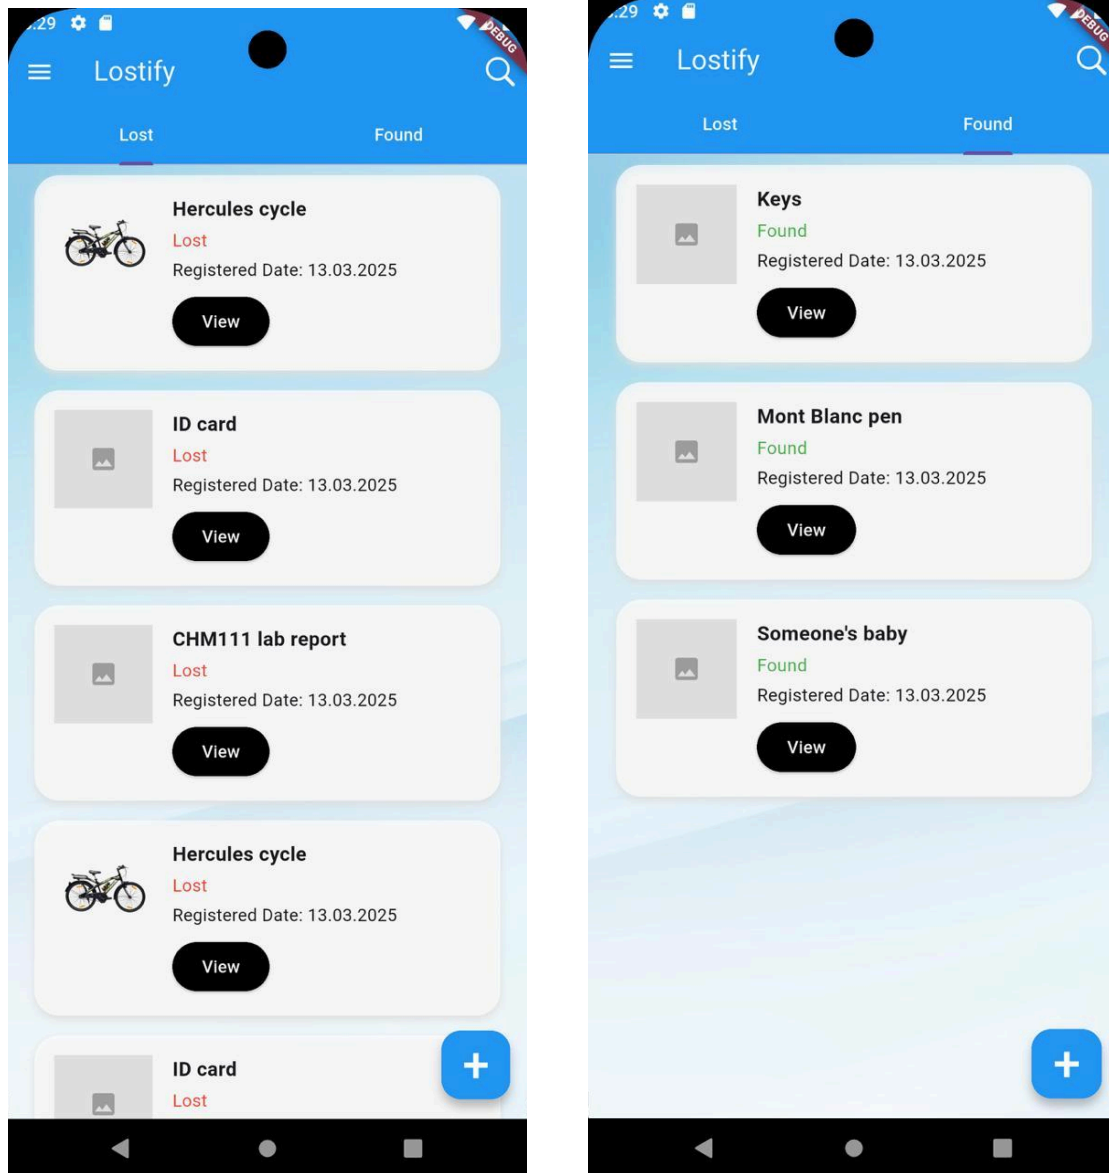 :29
DEBUG
Lostify
Lost Found
Hercules cycle
Lost
Registered Date: 13.03.2025
View
ID card
Lost
Registered Date: 13.03.2025
View
CHM111 lab report
Lost
Registered Date: 13.03.2025
View
Hercules cycle
Lost
Registered Date: 13.03.2025
View
ID card
Lost
:29
DEBUG
Lostify
Lost Found
Keys
Found
Registered Date: 13.03.2025
View
Mont Blanc pen
Found
Registered Date: 13.03.2025
View
Someone's baby
Found
Registered Date: 13.03.2025
View